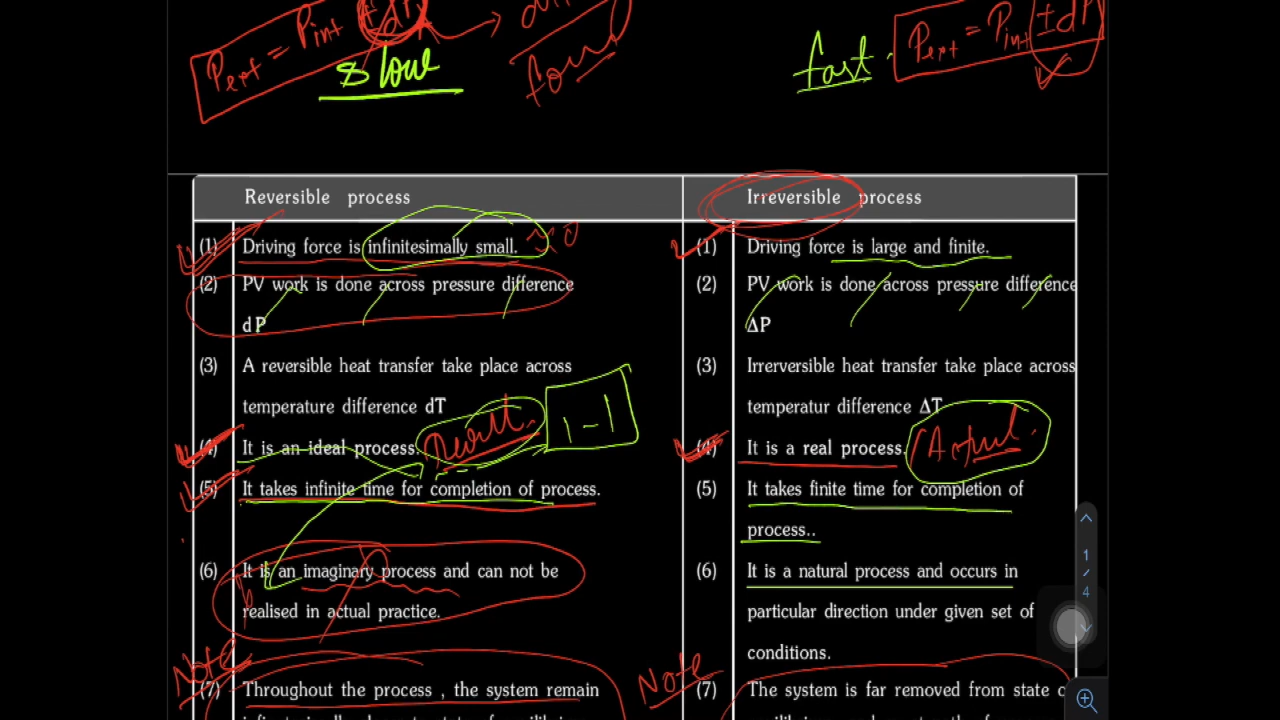 Pext = Pint ± dP
slow
fast
Pext = Pint ± dP
Reversible process
Irreversible process
(1) Driving force is infinitesimally small. ≈ 0
(1) Driving force is large and finite.
(2) PV work is done across pressure difference
dP
(2) PV work is done across pressure difference
ΔP
(3) A reversible heat transfer take place across
temperature difference dT
(3) Irrerversible heat transfer take place across
temperatur difference ΔT
(4) It is an ideal process.
1-1
(4) It is a real process.
(5) It takes infinite time for completion of process.
(5) It takes finite time for completion of
process..
(6) It is an imaginary process and can not be
realised in actual practice.
(6) It is a natural process and occurs in
particular direction under given set of
conditions.
Note
(7) Throughout the process , the system remain
Note
(7) The system is far removed from state
1
/
4